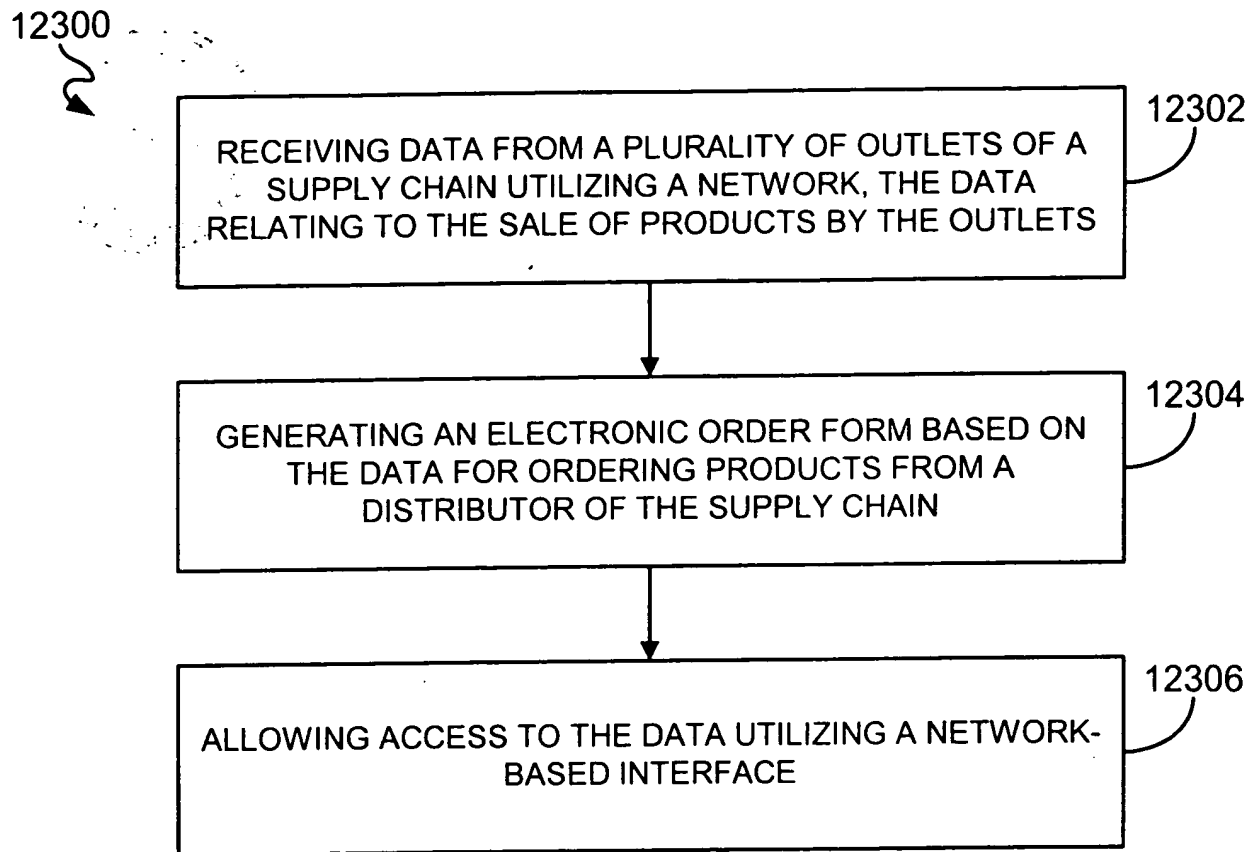 12300
12302
RECEIVING DATA FROM A PLURALITY OF OUTLETS OF A
SUPPLY CHAIN UTILIZING A NETWORK, THE DATA
RELATING TO THE SALE OF PRODUCTS BY THE OUTLETS
12304
GENERATING AN ELECTRONIC ORDER FORM BASED ON
THE DATA FOR ORDERING PRODUCTS FROM A
DISTRIBUTOR OF THE SUPPLY CHAIN
12306
ALLOWING ACCESS TO THE DATA UTILIZING A NETWORK-
BASED INTERFACE